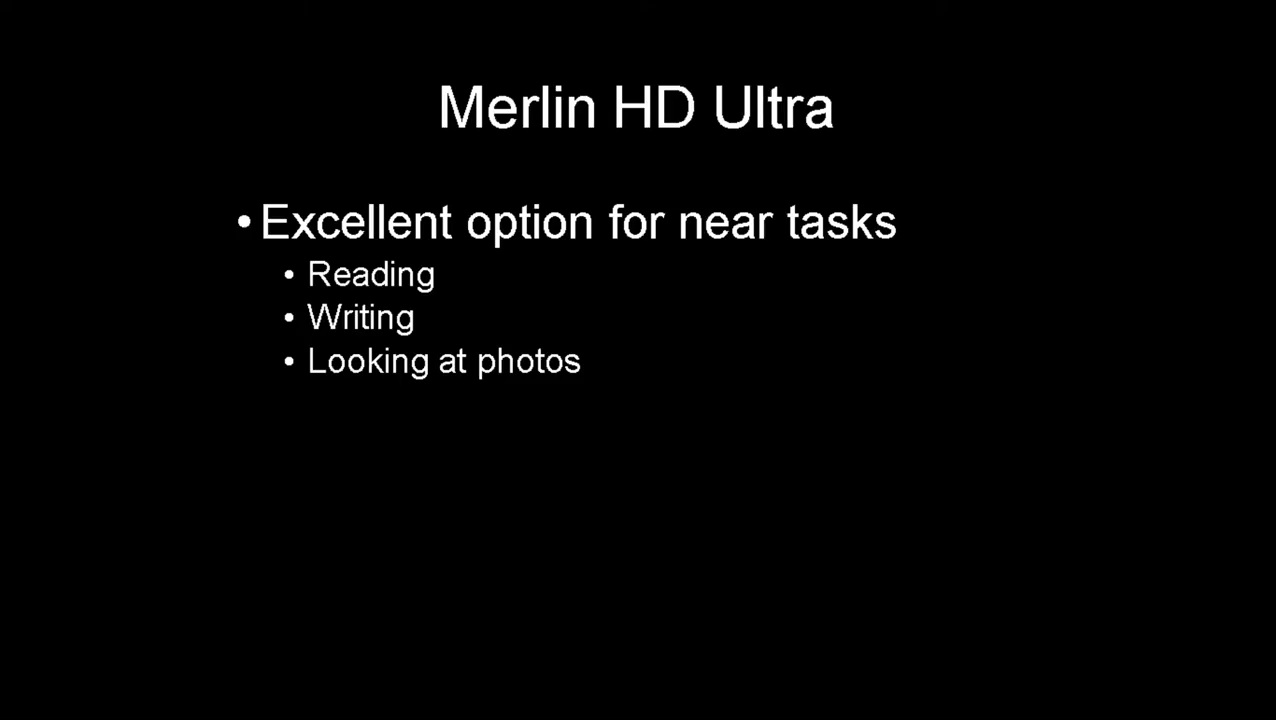 Merlin HD Ultra
• Excellent option for near tasks
• Reading
• Writing
• Looking at photos